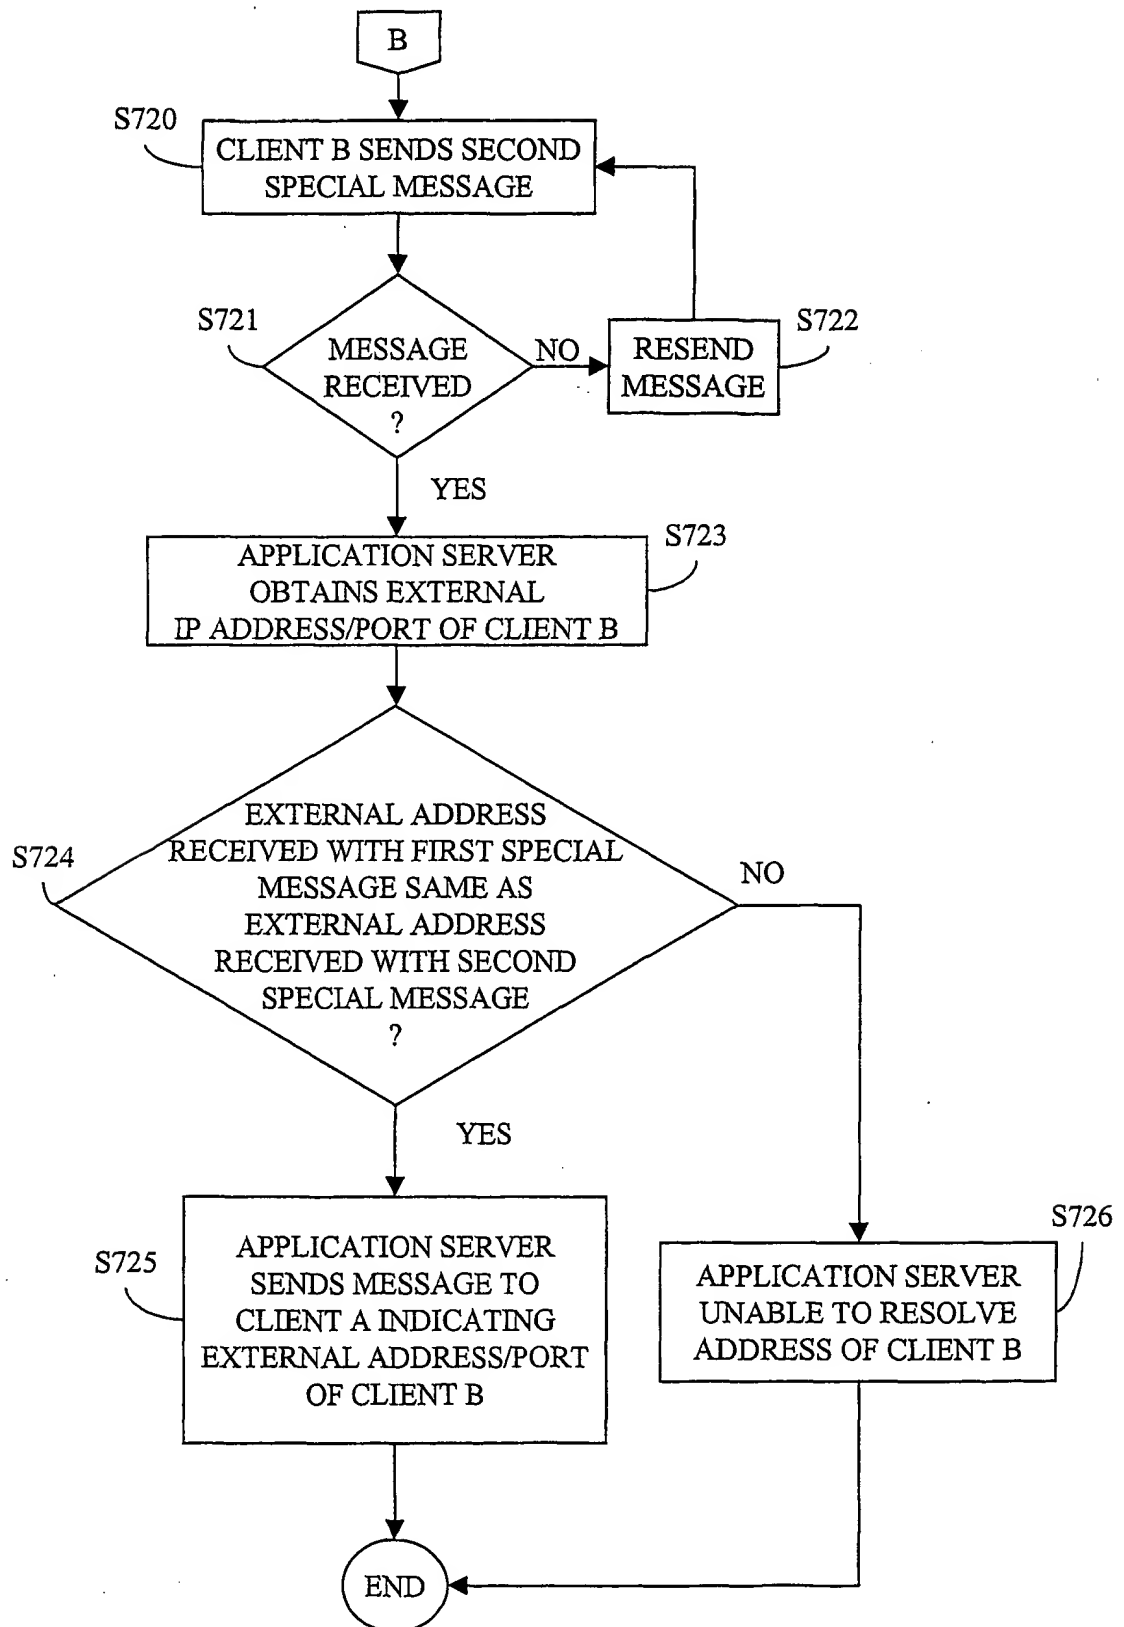 B
S720
CLIENT B SENDS SECOND
SPECIAL MESSAGE
S721
MESSAGE
RECEIVED
?
NO
RESEND
MESSAGE
S722
YES
APPLICATION SERVER
OBTAINS EXTERNAL
IP ADDRESS/PORT OF CLIENT B
S723
S724
EXTERNAL ADDRESS
RECEIVED WITH FIRST SPECIAL
MESSAGE SAME AS
EXTERNAL ADDRESS
RECEIVED WITH SECOND
SPECIAL MESSAGE
?
NO
YES
S725
APPLICATION SERVER
SENDS MESSAGE TO
CLIENT A INDICATING
EXTERNAL ADDRESS/PORT
OF CLIENT B
S726
APPLICATION SERVER
UNABLE TO RESOLVE
ADDRESS OF CLIENT B
END